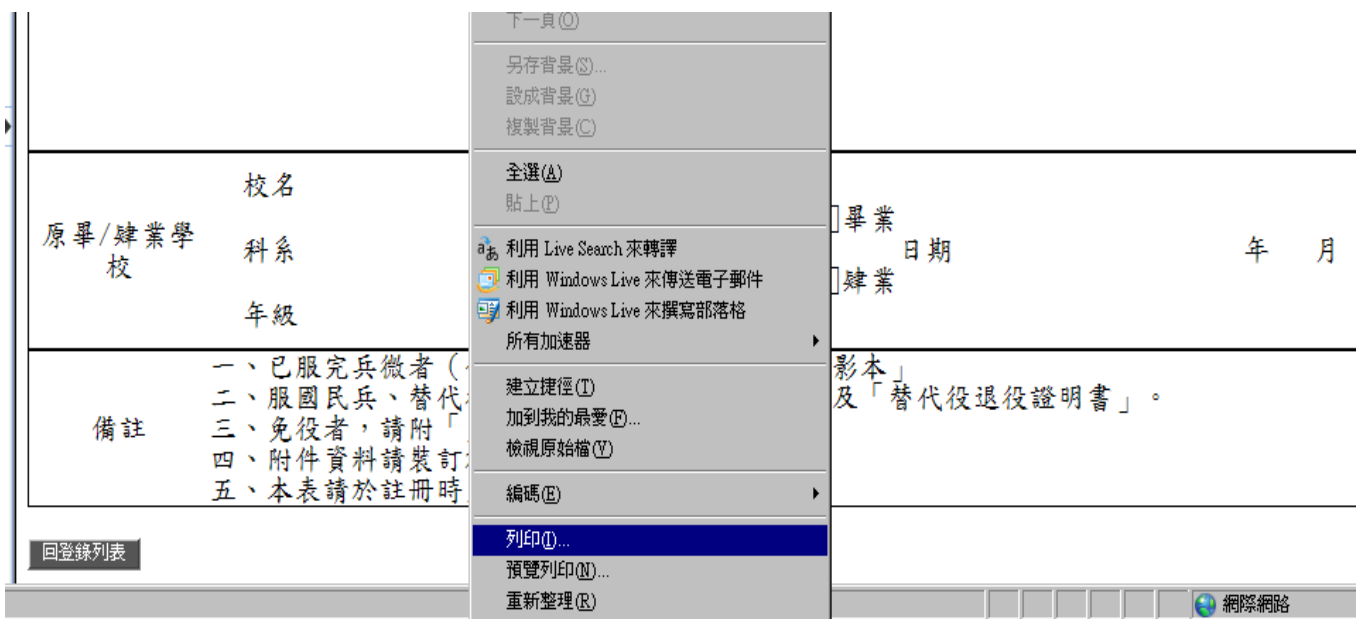 下一頁(O)
另存背景(S)...
設成背景(G)
複製背景(C)
全選(A)
貼上(P)
利用 Live Search 來轉譯
利用 Windows Live 來傳送電子郵件
利用 Windows Live 來撰寫部落格
所有加速器
建立捷徑(T)
加到我的最愛(F)...
檢視原始檔(V)
編碼(E)
列印(I)...
預覽列印(N)...
重新整理(R)
原畢/肄業學校
校名
科系
年級
畢業
肄業
日期
年 月
備註
一、已服完兵微者（
影本」
二、服國民兵、替代
及「替代役退役證明書」。
三、免役者，請附「
四、附件資料請裝訂
五、本表請於註冊時
回登錄列表
網際網路